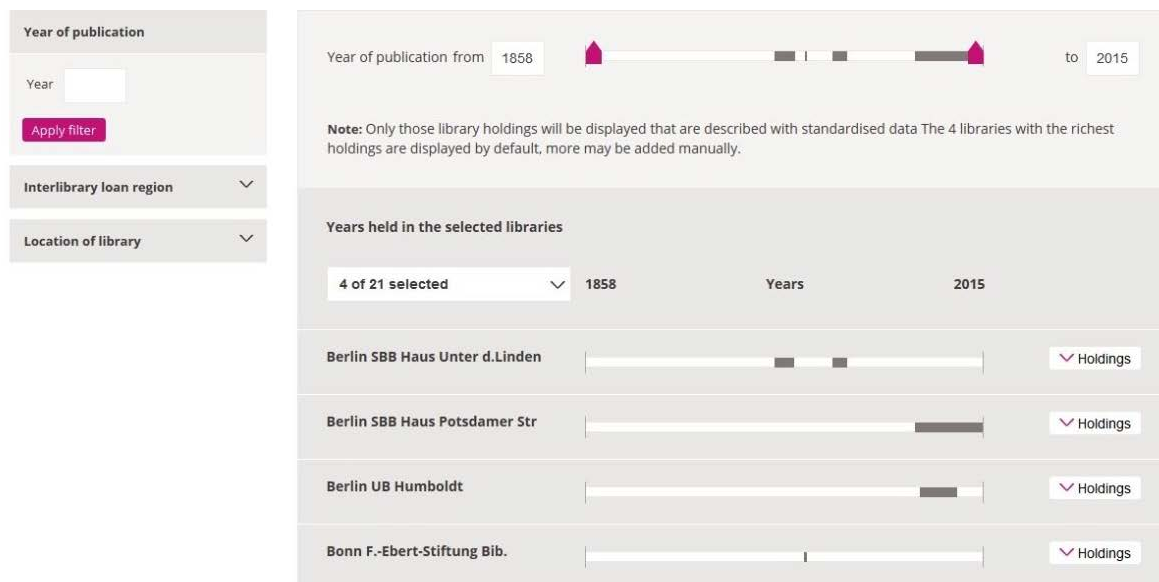 Year of publication
Year
Apply filter
Interlibrary loan region
Location of library
Year of publication from 1858 to 2015
Note: Only those library holdings will be displayed that are described with standardised data The 4 libraries with the richest
holdings are displayed by default, more may be added manually.
Years held in the selected libraries
4 of 21 selected 1858 Years 2015
Berlin SBB Haus Unter d.Linden Holdings
Berlin SBB Haus Potsdamer Str Holdings
Berlin UB Humboldt Holdings
Bonn F.-Ebert-Stiftung Bib. Holdings